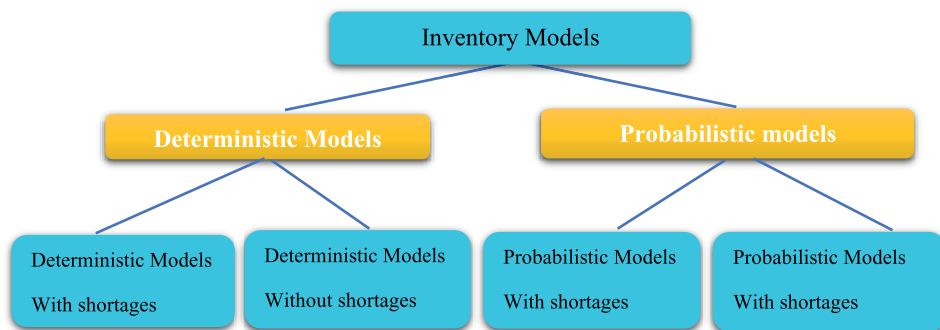 Inventory Models
Deterministic Models
Probabilistic models
Deterministic Models
With shortages
Deterministic Models
Without shortages
Probabilistic Models
With shortages
Probabilistic Models
With shortages